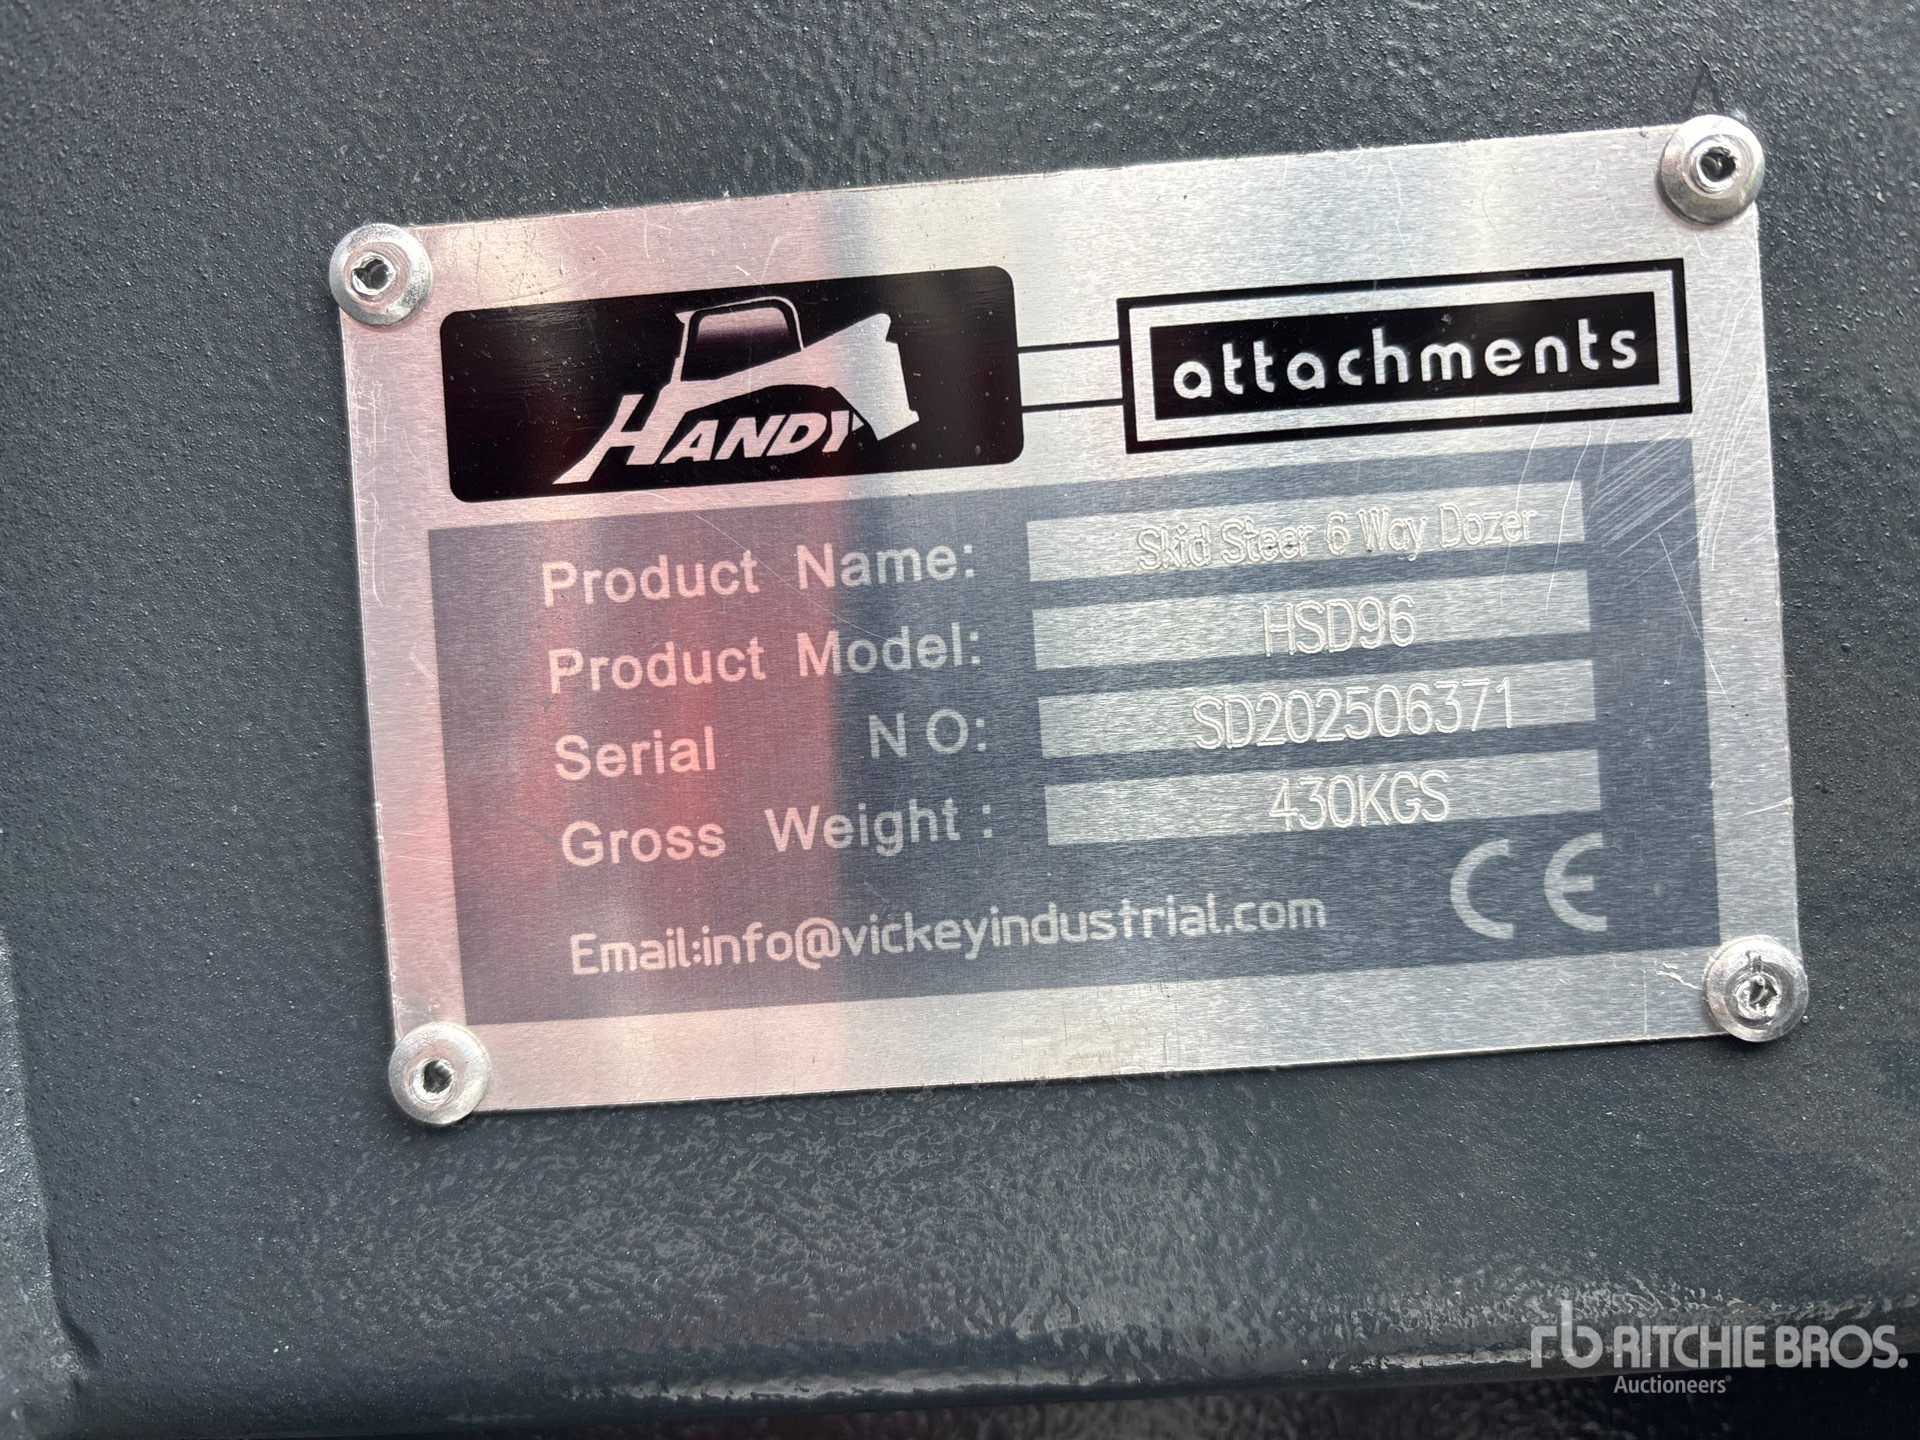 HANDY
attachments
Product Name: Skid Steer 6 Way Dozer
Product Model: HSD96
Serial NO: SD202506371
Gross Weight: 430KGS
Email:info@vickeyindustrial.com
CE
rb RITCHIE BROS.
Auctioneers